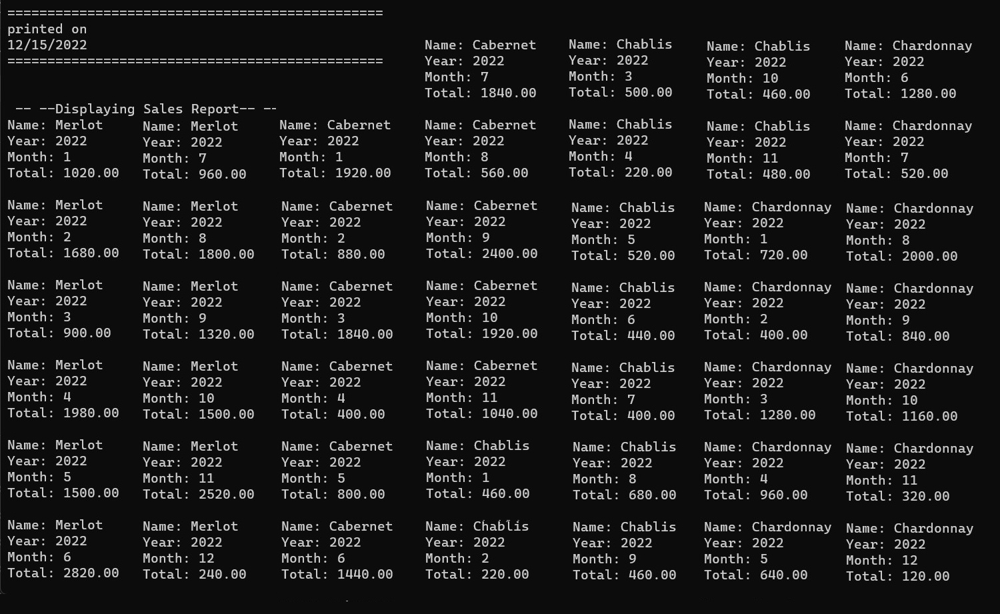 ===============================================
printed on
12/15/2022
===============================================
-- --Displaying Sales Report-- --
Name: Merlot
Year: 2022
Month: 1
Total: 1020.00
Name: Merlot
Year: 2022
Month: 2
Total: 1680.00
Name: Merlot
Year: 2022
Month: 3
Total: 900.00
Name: Merlot
Year: 2022
Month: 4
Total: 1980.00
Name: Merlot
Year: 2022
Month: 5
Total: 1500.00
Name: Merlot
Year: 2022
Month: 6
Total: 2820.00
Name: Merlot
Year: 2022
Month: 7
Total: 960.00
Name: Merlot
Year: 2022
Month: 8
Total: 1800.00
Name: Merlot
Year: 2022
Month: 9
Total: 1320.00
Name: Merlot
Year: 2022
Month: 10
Total: 1500.00
Name: Merlot
Year: 2022
Month: 11
Total: 2520.00
Name: Merlot
Year: 2022
Month: 12
Total: 240.00
Name: Cabernet
Year: 2022
Month: 1
Total: 1920.00
Name: Cabernet
Year: 2022
Month: 2
Total: 880.00
Name: Cabernet
Year: 2022
Month: 3
Total: 1840.00
Name: Cabernet
Year: 2022
Month: 4
Total: 400.00
Name: Cabernet
Year: 2022
Month: 5
Total: 800.00
Name: Cabernet
Year: 2022
Month: 6
Total: 1440.00
Name: Cabernet
Year: 2022
Month: 7
Total: 1840.00
Name: Cabernet
Year: 2022
Month: 8
Total: 560.00
Name: Cabernet
Year: 2022
Month: 9
Total: 2400.00
Name: Cabernet
Year: 2022
Month: 10
Total: 1920.00
Name: Cabernet
Year: 2022
Month: 11
Total: 1040.00
Name: Chablis
Year: 2022
Month: 1
Total: 460.00
Name: Chablis
Year: 2022
Month: 2
Total: 220.00
Name: Chablis
Year: 2022
Month: 3
Total: 500.00
Name: Chablis
Year: 2022
Month: 4
Total: 220.00
Name: Chablis
Year: 2022
Month: 5
Total: 520.00
Name: Chablis
Year: 2022
Month: 6
Total: 440.00
Name: Chablis
Year: 2022
Month: 7
Total: 400.00
Name: Chablis
Year: 2022
Month: 8
Total: 680.00
Name: Chablis
Year: 2022
Month: 9
Total: 460.00
Name: Chablis
Year: 2022
Month: 10
Total: 460.00
Name: Chablis
Year: 2022
Month: 11
Total: 480.00
Name: Chardonnay
Year: 2022
Month: 1
Total: 720.00
Name: Chardonnay
Year: 2022
Month: 2
Total: 400.00
Name: Chardonnay
Year: 2022
Month: 3
Total: 1280.00
Name: Chardonnay
Year: 2022
Month: 4
Total: 960.00
Name: Chardonnay
Year: 2022
Month: 5
Total: 640.00
Name: Chardonnay
Year: 2022
Month: 6
Total: 1280.00
Name: Chardonnay
Year: 2022
Month: 7
Total: 520.00
Name: Chardonnay
Year: 2022
Month: 8
Total: 2000.00
Name: Chardonnay
Year: 2022
Month: 9
Total: 840.00
Name: Chardonnay
Year: 2022
Month: 10
Total: 1160.00
Name: Chardonnay
Year: 2022
Month: 11
Total: 320.00
Name: Chardonnay
Year: 2022
Month: 12
Total: 120.00